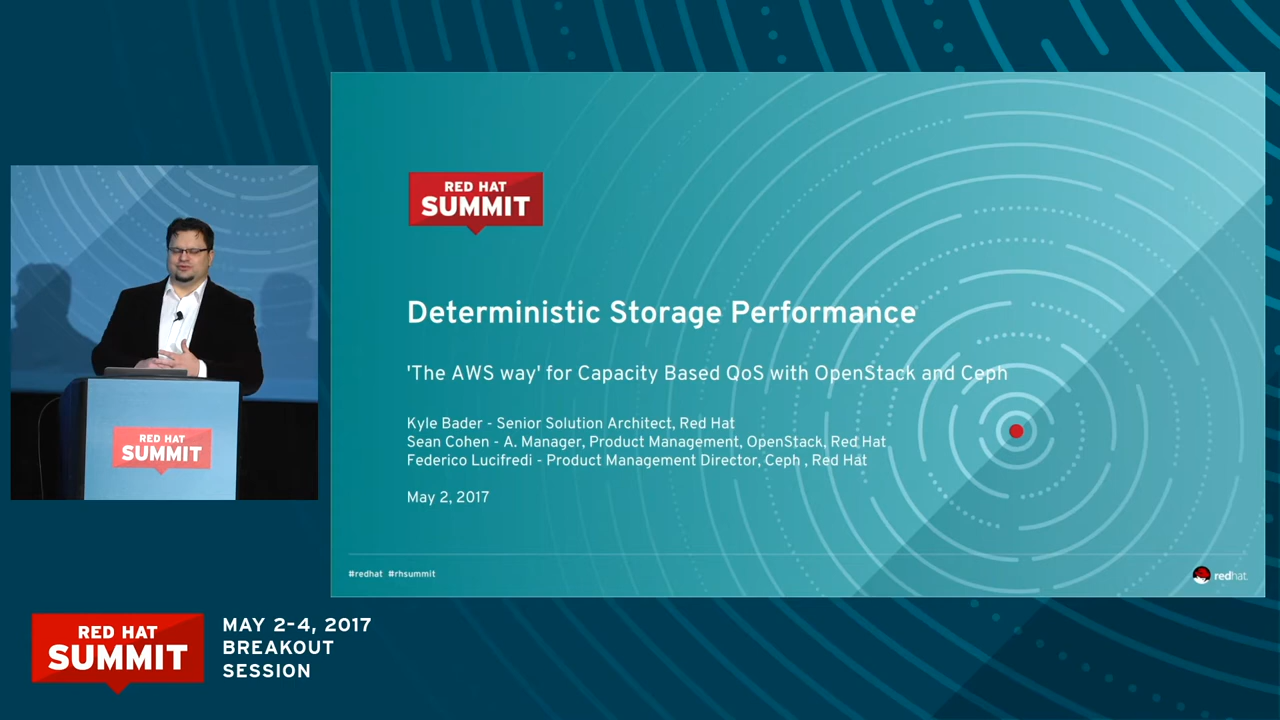 RED HAT
SUMMIT
Deterministic Storage Performance
'The AWS way' for Capacity Based QoS with OpenStack and Ceph
Kyle Bader - Senior Solution Architect, Red Hat
Sean Cohen - A. Manager, Product Management, OpenStack, Red Hat
Federico Lucifredi - Product Management Director, Ceph , Red Hat
May 2, 2017
#redhat #rhsummit
redhat.
RED HAT
SUMMIT
RED HAT
SUMMIT
MAY 2-4, 2017
BREAKOUT
SESSION